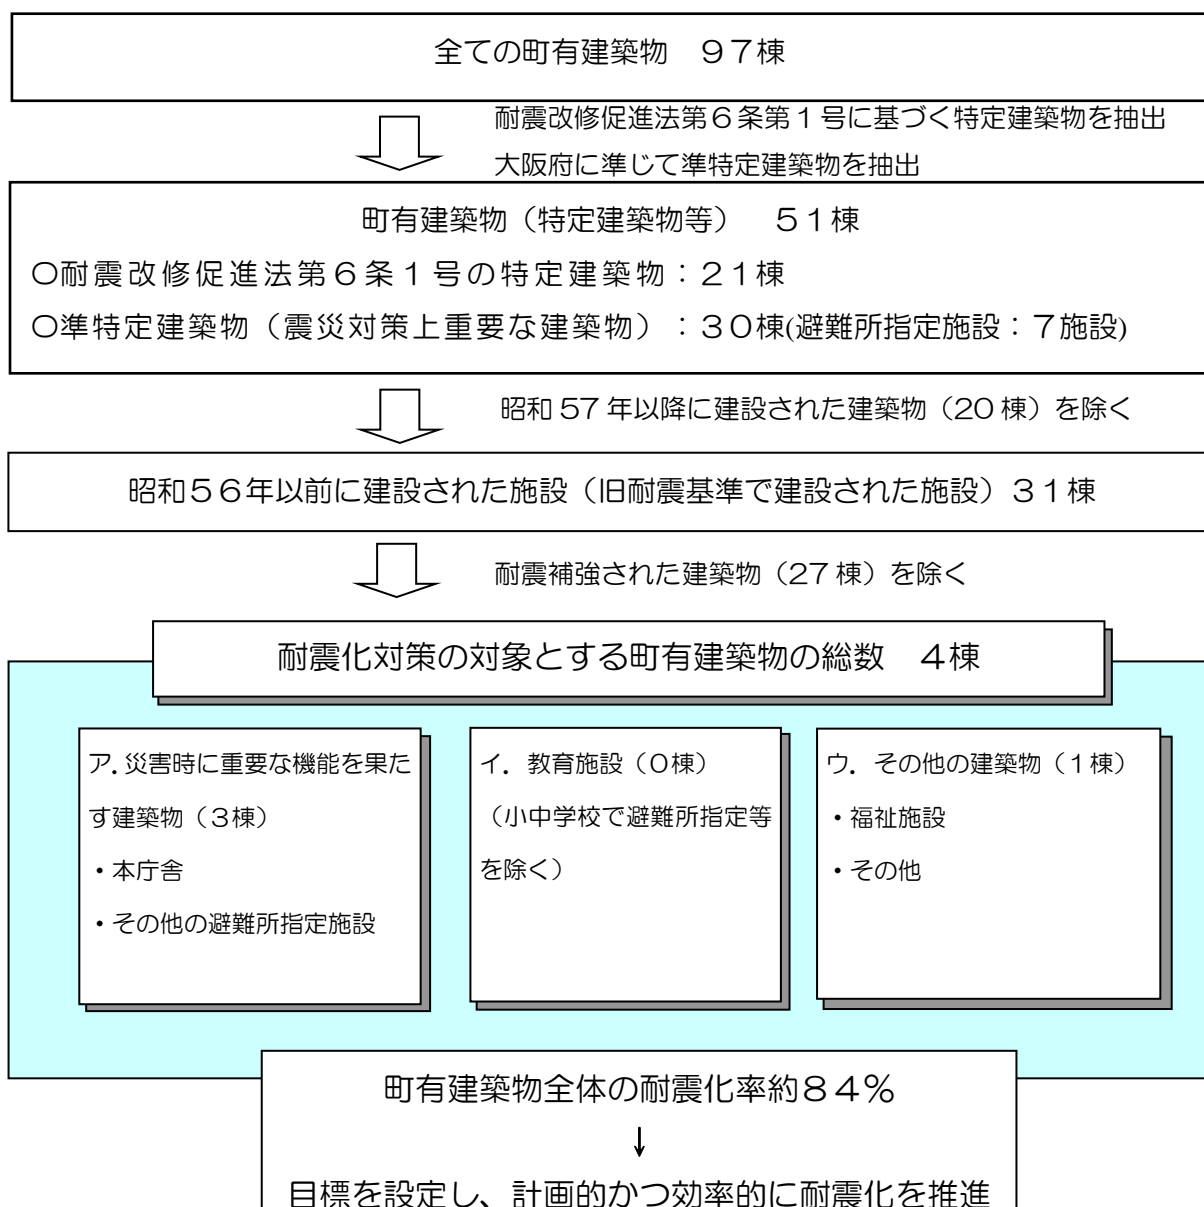 全ての町有建築物　９７棟
耐震改修促進法第６条第１号に基づく特定建築物を抽出
大阪府に準じて準特定建築物を抽出
町有建築物（特定建築物等）　５１棟
○耐震改修促進法第６条１号の特定建築物：２１棟
○準特定建築物（震災対策上重要な建築物）：３０棟(避難所指定施設：７施設)
昭和 57 年以降に建設された建築物（20 棟）を除く
昭和５６年以前に建設された施設（旧耐震基準で建設された施設）３１棟
耐震補強された建築物（27 棟）を除く
耐震化対策の対象とする町有建築物の総数　４棟
ア．災害時に重要な機能を果た
す建築物（３棟）
・本庁舎
・その他の避難所指定施設
イ．教育施設（０棟）
（小中学校で避難所指定等
を除く）
ウ．その他の建築物（１棟）
・福祉施設
・その他
町有建築物全体の耐震化率約８４％
↓
目標を設定し、計画的かつ効率的に耐震化を推進